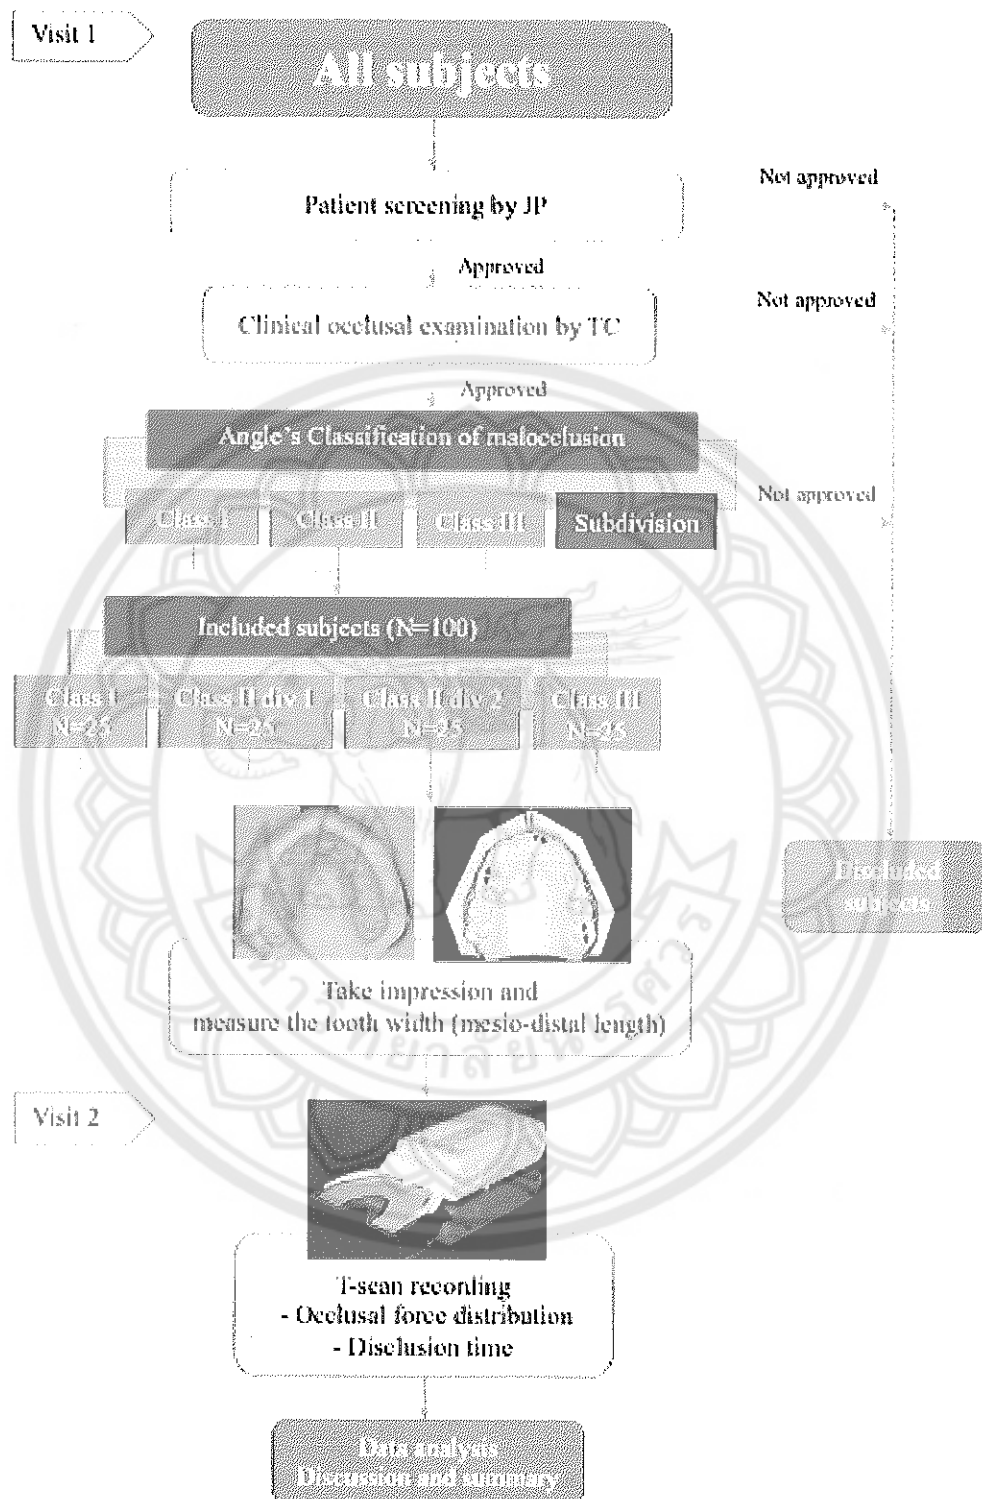 Visit 1
All subjects
Patient screening by JP
Not approved
Approved
Clinical occlusal examination by TC
Not approved
Approved
Angle's Classification of malocclusion
Not approved
Class I
Class II
Class III
Subdivision
Included subjects (N=100)
Class I
N=25
Class II div 1
N=25
Class II div 2
N=25
Class III
N=25
Discluded
subjects
Take impression and
measure the tooth width (mesio-distal length)
Visit 2
T-scan recording
- Occlusal force distribution
- Disclusion time
Data analysis
Discussion and summary